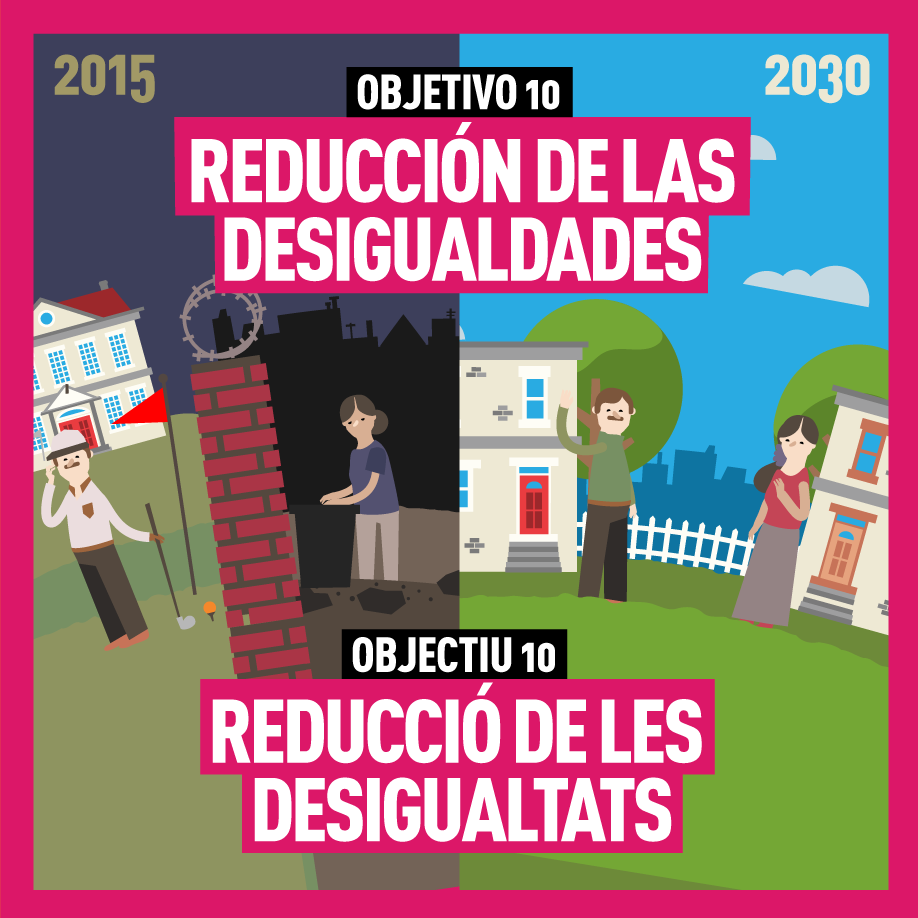 2015
2030
OBJETIVO 10
REDUCCIÓN DE LAS
DESIGUALDADES
OBJECTIU 10
REDUCCIÓ DE LES
DESIGUALTATS